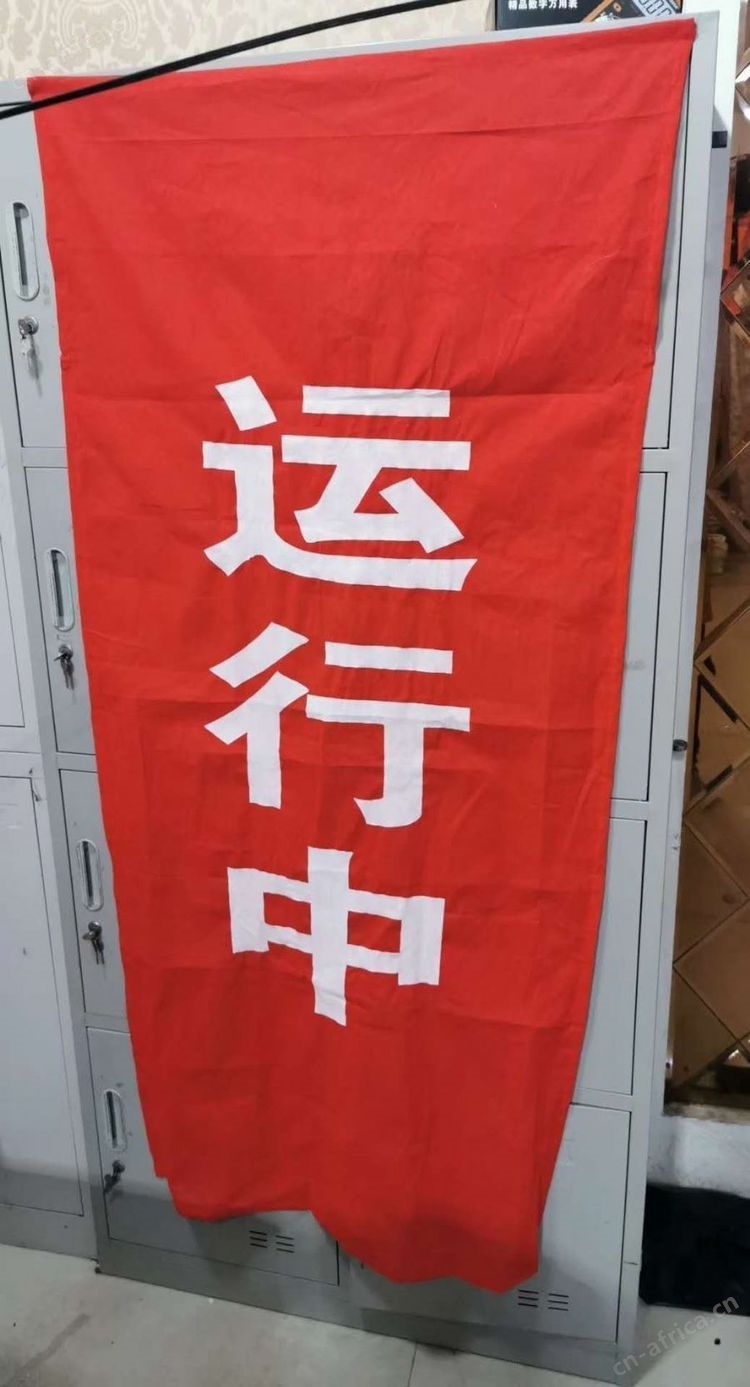 精品数字万用表
运
行
中
cn-africa.cn